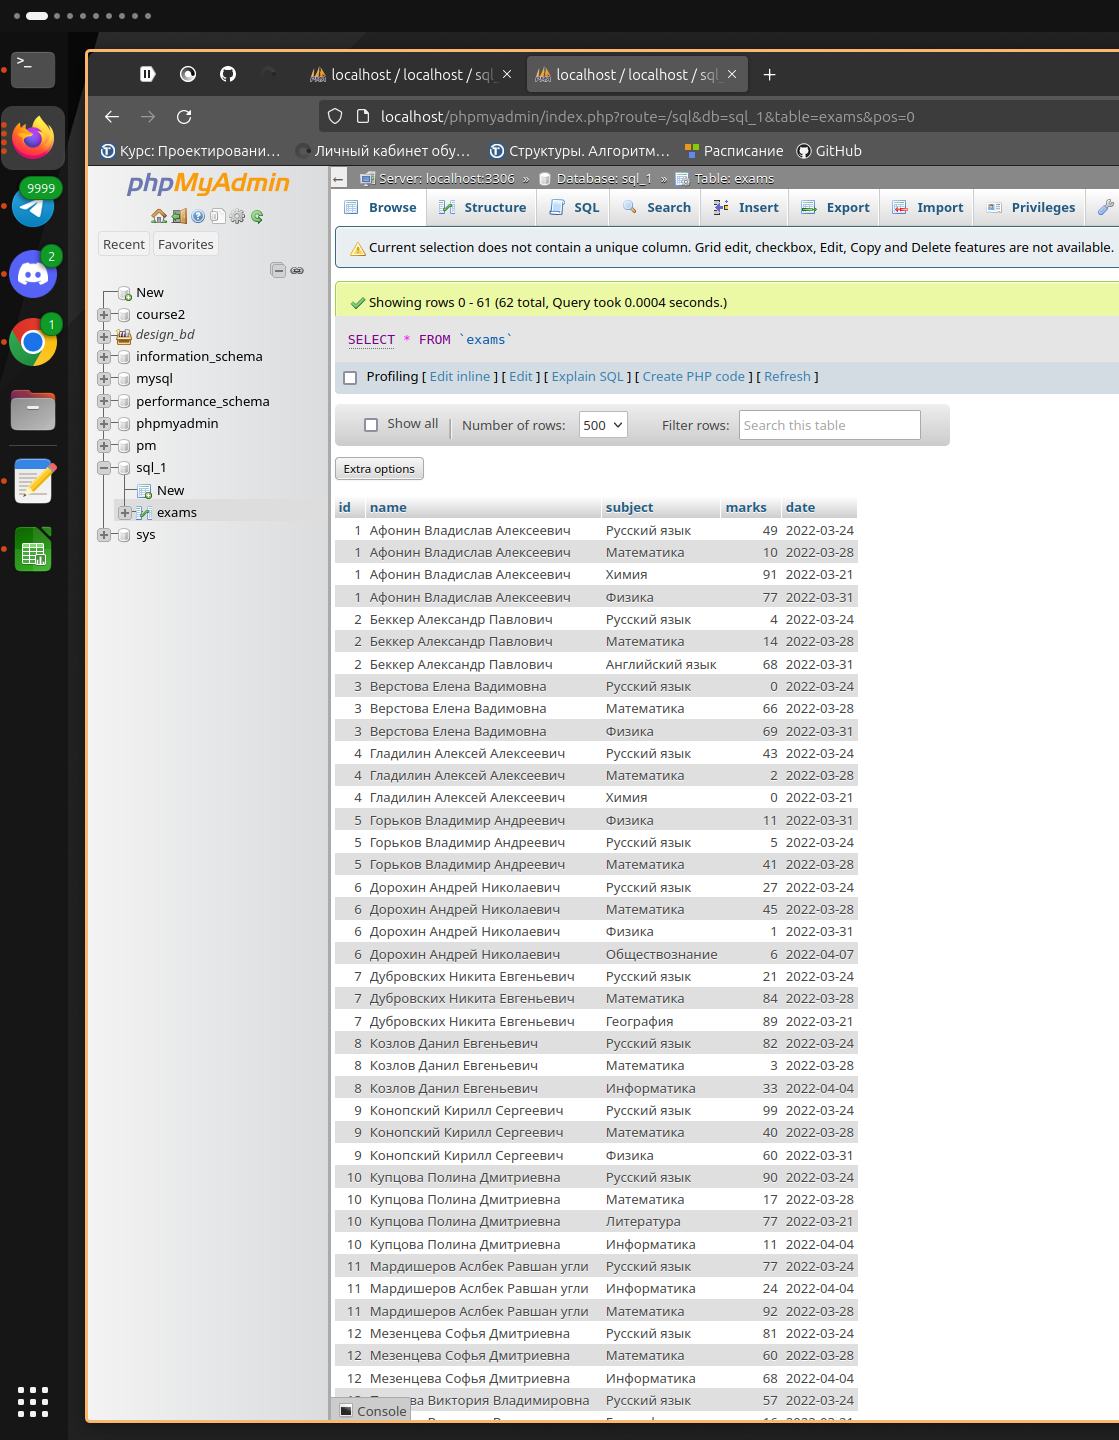 >_
localhost / localhost / sql_
localhost / localhost / sql_
localhost/phpmyadmin/index.php?route=/sql&db=sql_1&table=exams&pos=0
Курс: Проектировани…
Личный кабинет обу…
Структуры. Алгоритм…
Расписание
GitHub
9999
2
1
phpMyAdmin
Recent
Favorites
New
course2
design_bd
information_schema
mysql
performance_schema
phpmyadmin
pm
sql_1
New
exams
sys
Server: localhost:3306 » Database: sql_1 » Table: exams
Browse Structure SQL Search Insert Export Import Privileges
Current selection does not contain a unique column. Grid edit, checkbox, Edit, Copy and Delete features are not available.
Showing rows 0 - 61 (62 total, Query took 0.0004 seconds.)
SELECT * FROM `exams`
Profiling [ Edit inline ] [ Edit ] [ Explain SQL ] [ Create PHP code ] [ Refresh ]
Show all Number of rows: 500 Filter rows: Search this table
Extra options
id name subject marks date
1 Афонин Владислав Алексеевич Русский язык 49 2022-03-24
1 Афонин Владислав Алексеевич Математика 10 2022-03-28
1 Афонин Владислав Алексеевич Химия 91 2022-03-21
1 Афонин Владислав Алексеевич Физика 77 2022-03-31
2 Беккер Александр Павлович Русский язык 4 2022-03-24
2 Беккер Александр Павлович Математика 14 2022-03-28
2 Беккер Александр Павлович Английский язык 68 2022-03-31
3 Верстова Елена Вадимовна Русский язык 0 2022-03-24
3 Верстова Елена Вадимовна Математика 66 2022-03-28
3 Верстова Елена Вадимовна Физика 69 2022-03-31
4 Гладилин Алексей Алексеевич Русский язык 43 2022-03-24
4 Гладилин Алексей Алексеевич Математика 2 2022-03-28
4 Гладилин Алексей Алексеевич Химия 0 2022-03-21
5 Горьков Владимир Андреевич Физика 11 2022-03-31
5 Горьков Владимир Андреевич Русский язык 5 2022-03-24
5 Горьков Владимир Андреевич Математика 41 2022-03-28
6 Дорохин Андрей Николаевич Русский язык 27 2022-03-24
6 Дорохин Андрей Николаевич Математика 45 2022-03-28
6 Дорохин Андрей Николаевич Физика 1 2022-03-31
6 Дорохин Андрей Николаевич Обществознание 6 2022-04-07
7 Дубровских Никита Евгеньевич Русский язык 21 2022-03-24
7 Дубровских Никита Евгеньевич Математика 84 2022-03-28
7 Дубровских Никита Евгеньевич География 89 2022-03-21
8 Козлов Данил Евгеньевич Русский язык 82 2022-03-24
8 Козлов Данил Евгеньевич Математика 3 2022-03-28
8 Козлов Данил Евгеньевич Информатика 33 2022-04-04
9 Конопский Кирилл Сергеевич Русский язык 99 2022-03-24
9 Конопский Кирилл Сергеевич Математика 40 2022-03-28
9 Конопский Кирилл Сергеевич Физика 60 2022-03-31
10 Купцова Полина Дмитриевна Русский язык 90 2022-03-24
10 Купцова Полина Дмитриевна Математика 17 2022-03-28
10 Купцова Полина Дмитриевна Литература 77 2022-03-21
10 Купцова Полина Дмитриевна Информатика 11 2022-04-04
11 Мардишеров Аслбек Равшан угли Русский язык 77 2022-03-24
11 Мардишеров Аслбек Равшан угли Информатика 24 2022-04-04
11 Мардишеров Аслбек Равшан угли Математика 92 2022-03-28
12 Мезенцева Софья Дмитриевна Русский язык 81 2022-03-24
12 Мезенцева Софья Дмитриевна Математика 60 2022-03-28
12 Мезенцева Софья Дмитриевна Информатика 68 2022-04-04
Виктория Владимировна Русский язык 57 2022-03-24
Console